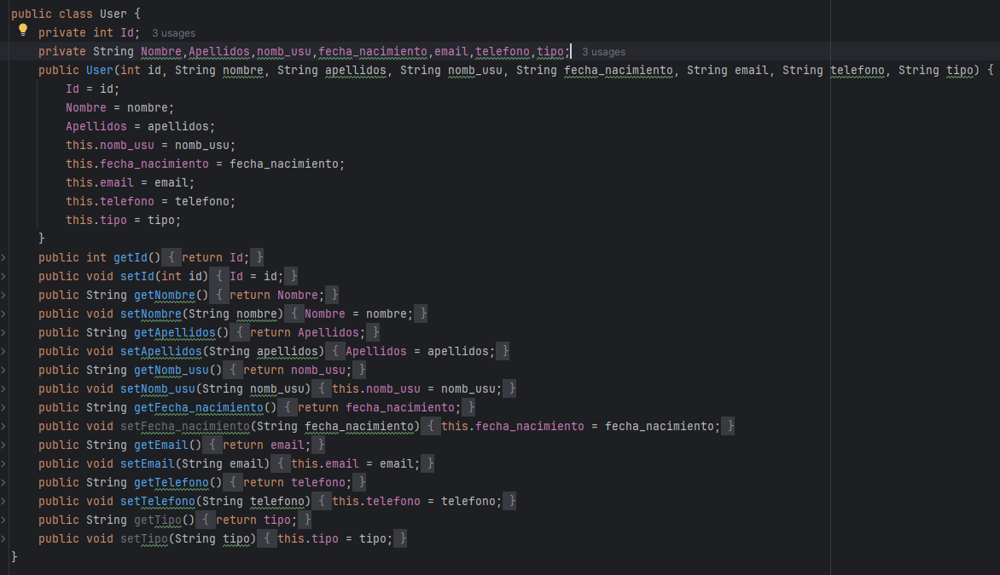 public class User {
    private int Id;  3 usages
    private String Nombre,Apellidos,nomb_usu,fecha_nacimiento,email,telefono,tipo;  3 usages
    public User(int id, String nombre, String apellidos, String nomb_usu, String fecha_nacimiento, String email, String telefono, String tipo) {
        Id = id;
        Nombre = nombre;
        Apellidos = apellidos;
        this.nomb_usu = nomb_usu;
        this.fecha_nacimiento = fecha_nacimiento;
        this.email = email;
        this.telefono = telefono;
        this.tipo = tipo;
    }
    public int getId() { return Id; }
    public void setId(int id) { Id = id; }
    public String getNombre() { return Nombre; }
    public void setNombre(String nombre) { Nombre = nombre; }
    public String getApellidos() { return Apellidos; }
    public void setApellidos(String apellidos) { Apellidos = apellidos; }
    public String getNomb_usu() { return nomb_usu; }
    public void setNomb_usu(String nomb_usu) { this.nomb_usu = nomb_usu; }
    public String getFecha_nacimiento() { return fecha_nacimiento; }
    public void setFecha_nacimiento(String fecha_nacimiento) { this.fecha_nacimiento = fecha_nacimiento; }
    public String getEmail() { return email; }
    public void setEmail(String email) { this.email = email; }
    public String getTelefono() { return telefono; }
    public void setTelefono(String telefono) { this.telefono = telefono; }
    public String getTipo() { return tipo; }
    public void setTipo(String tipo) { this.tipo = tipo; }
}